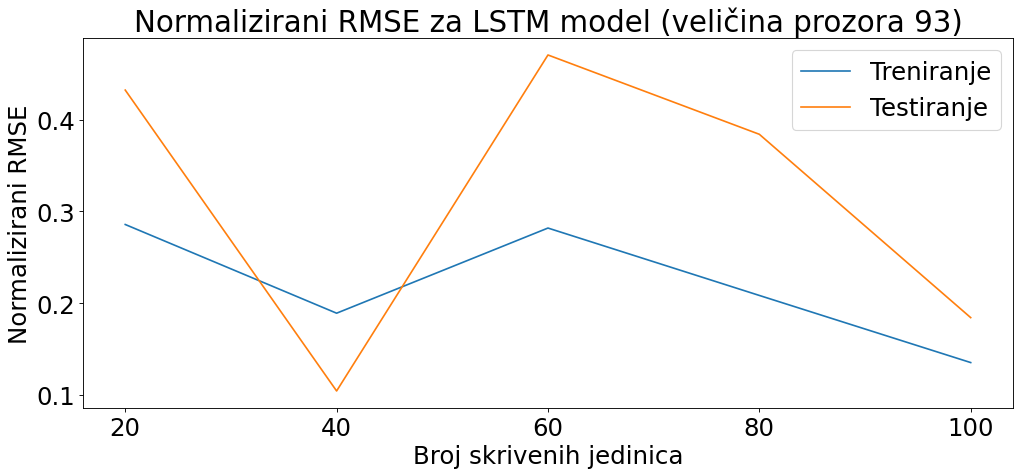 Normalizirani RMSE za LSTM model (veličina prozora 93)
Treniranje
Testiranje
Normalizirani RMSE
0.4
0.3
0.2
0.1
20 40 60 80 100
Broj skrivenih jedinica